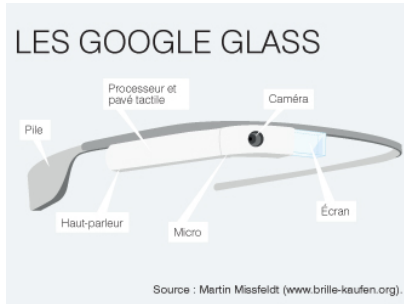 LES GOOGLE GLASS
Processeur et
pavé tactile
Caméra
Pile
Haut-parleur
Micro
Écran
Source : Martin Missfeldt (www.brille-kaufen.org).